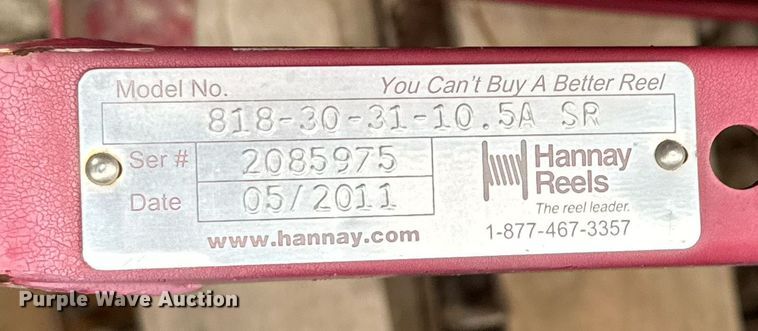 Model No. You Can't Buy A Better Reel
818-30-31-10.5A SR
Ser # 2085975
Date 05/2011
Hannay
Reels™
The reel leader.
www.hannay.com
1-877-467-3357
Purple Wave Auction